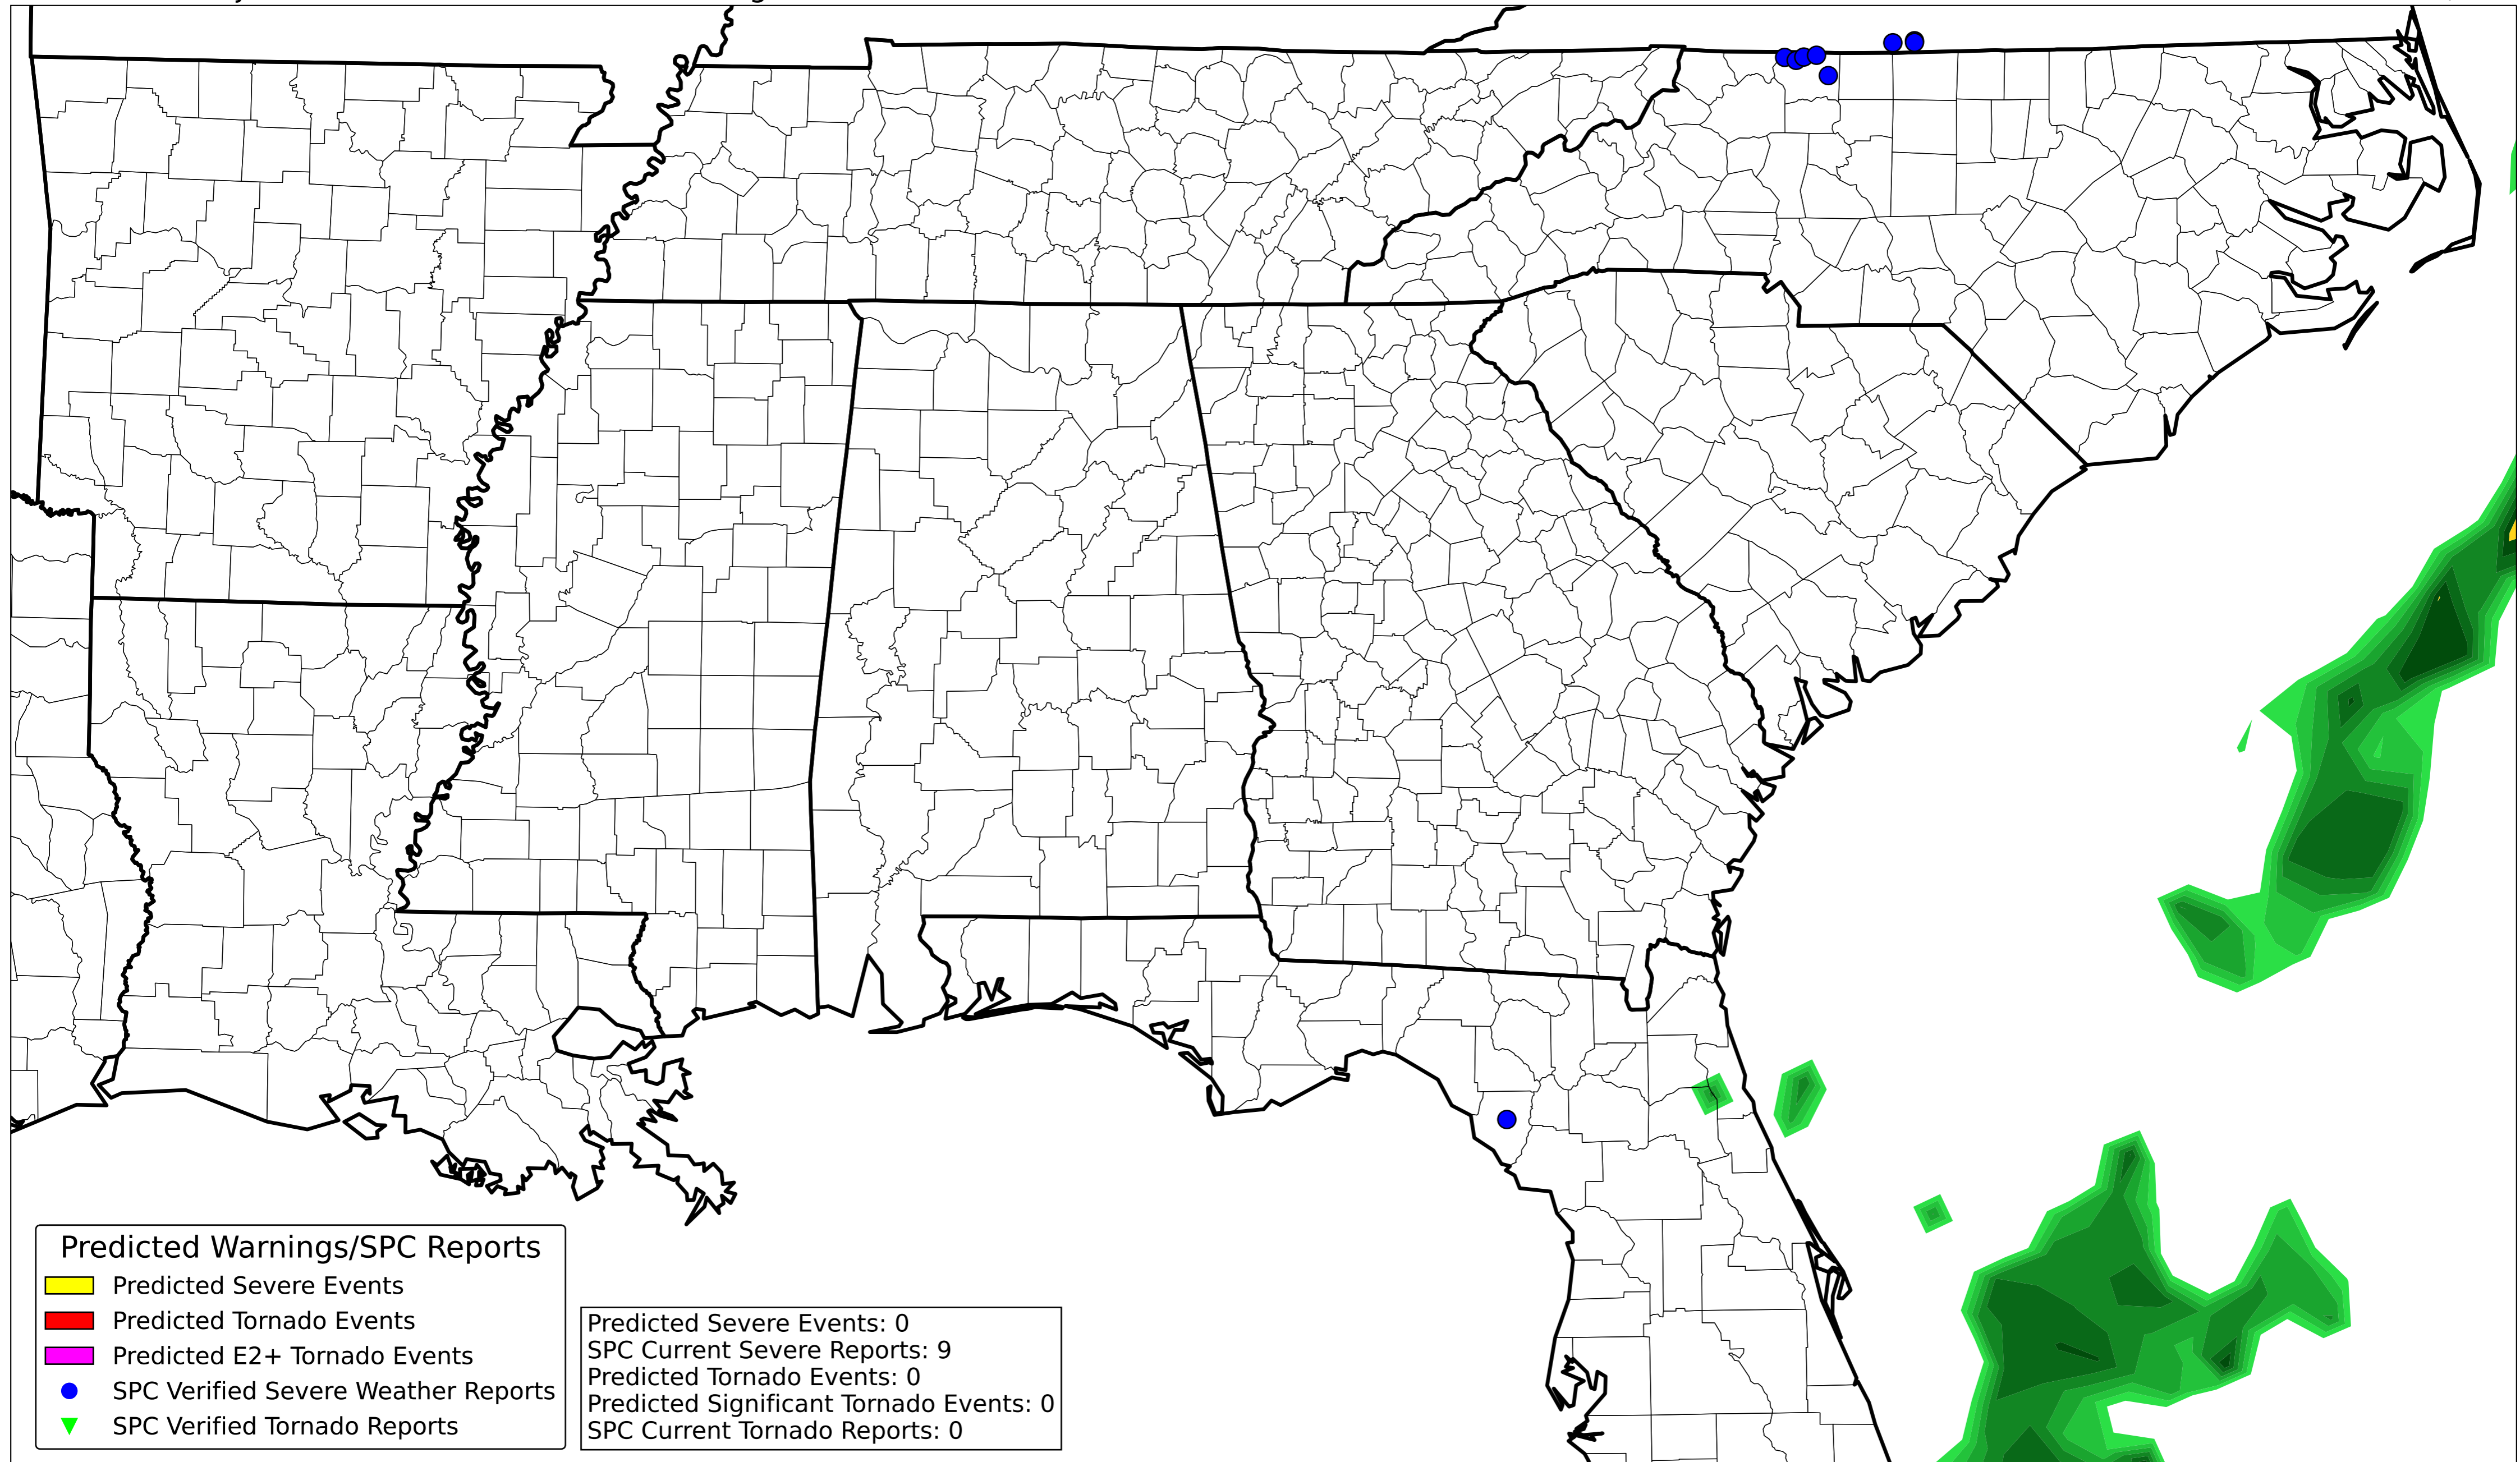 Predicted Warnings/SPC Reports
Predicted Severe Events
Predicted Tornado Events
Predicted E2+ Tornado Events
SPC Verified Severe Weather Reports
SPC Verified Tornado Reports
Predicted Severe Events: 0
SPC Current Severe Reports: 9
Predicted Tornado Events: 0
Predicted Significant Tornado Events: 0
SPC Current Tornado Reports: 0